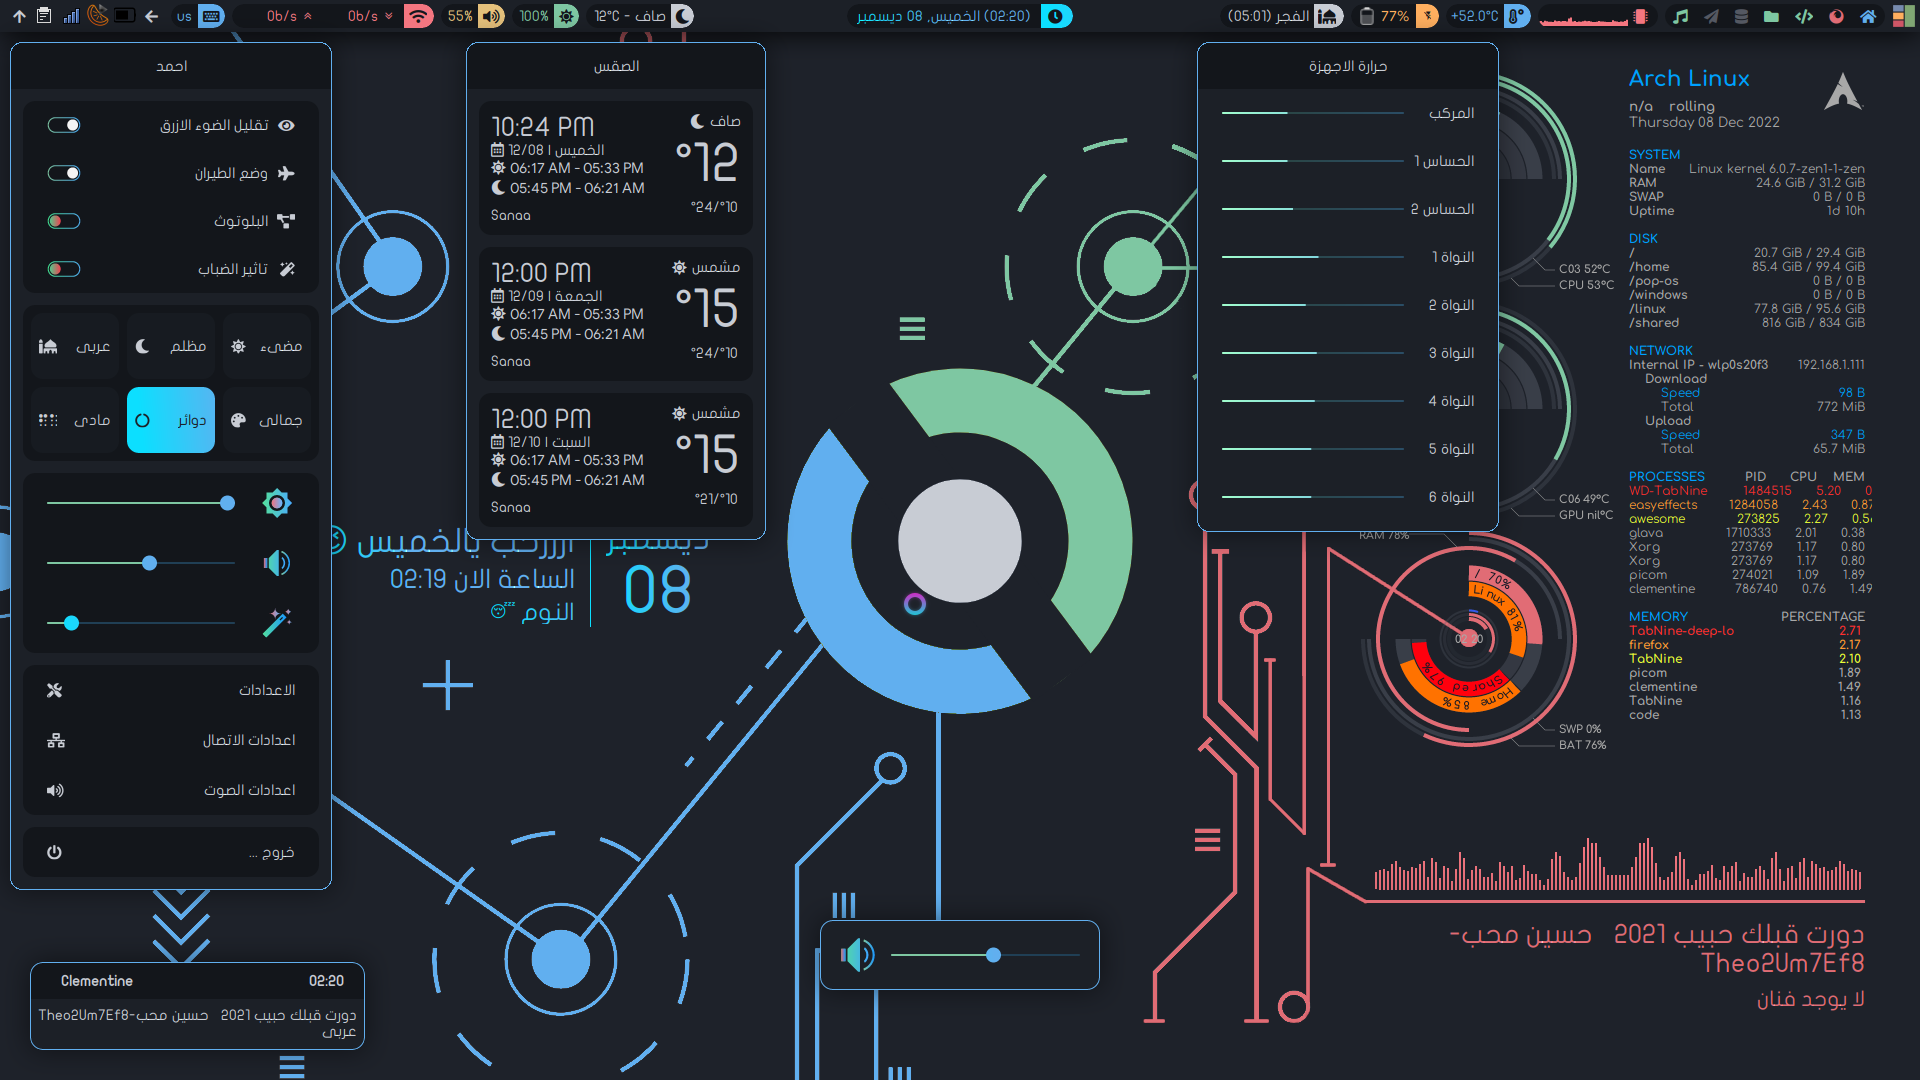 us
0b/s
0b/s
55%
100%
12°C - صاف
(02:20) الخميس, 08 ديسمبر
الفجر (05:01)
77%
+52.0°C
احمد
تقليل الضوء الازرق
وضع الطيران
البلوتوث
تاثير الضباب
مضيء
مظلم
عربي
جمالي
دوائر
مادي
الاعدادات
اعدادات الاتصال
اعدادات الصوت
خروج ...
الصقس
10:24 PM
صاف
الخميس | 12/08
°12
06:17 AM - 05:33 PM
05:45 PM - 06:21 AM
Sanaa
°24/°10
12:00 PM
مشمس
الجمعة | 12/09
°15
06:17 AM - 05:33 PM
05:45 PM - 06:21 AM
Sanaa
°24/°10
12:00 PM
مشمس
السبت | 12/10
°15
06:17 AM - 05:33 PM
05:45 PM - 06:21 AM
Sanaa
°21/°10
يالخميس
ديسمبر
08
الساعة الان 02:19
النوم
حرارة الاجهزة
المركب
الحساس 1
الحساس 2
النواة 1
النواة 2
النواة 3
النواة 4
النواة 5
النواة 6
C03 52°C
CPU 53°C
C06 49°C
GPU nil°C
RAM 78%
/ 70%
Linux 81%
Shared 97%
Home 85%
02:20
SWP 0%
BAT 76%
Arch Linux
n/a rolling
Thursday 08 Dec 2022
SYSTEM
Name Linux kernel 6.0.7-zen1-1-zen
RAM 24.6 GiB / 31.2 GiB
SWAP 0 B / 0 B
Uptime 1d 10h
DISK
/ 20.7 GiB / 29.4 GiB
/home 85.4 GiB / 99.4 GiB
/pop-os 0 B / 0 B
/windows 0 B / 0 B
/linux 77.8 GiB / 95.6 GiB
/shared 816 GiB / 834 GiB
NETWORK
Internal IP - wlp0s20f3 192.168.1.111
Download
Speed 98 B
Total 772 MiB
Upload
Speed 347 B
Total 65.7 MiB
PROCESSES PID CPU MEM
WD-TabNine 1484515 5.20 0
easyeffects 1284058 2.43 0.87
awesome 273825 2.27 0.5
glava 1710333 2.01 0.38
Xorg 273769 1.17 0.80
Xorg 273769 1.17 0.80
picom 274021 1.09 1.89
clementine 786740 0.76 1.49
MEMORY PERCENTAGE
TabNine-deep-lo 2.71
firefox 2.17
TabNine 2.10
picom 1.89
clementine 1.49
TabNine 1.16
code 1.13
دورت قبلك حبيب 2021 حسين محب-
Theo2Um7Ef8
لا يوجد فنان
Clementine 02:20
دورت قبلك حبيب 2021 حسين محب-Theo2Um7Ef8
عربي